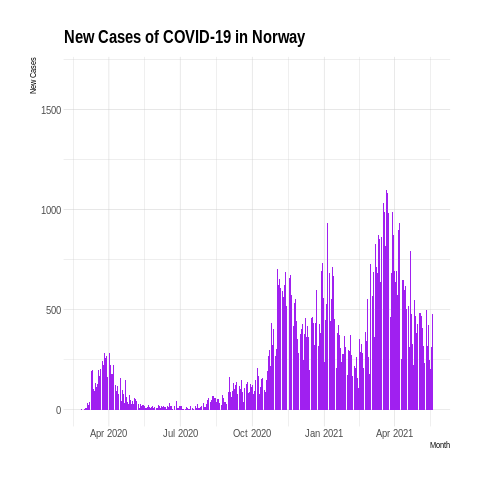 New Cases of COVID-19 in Norway
New Cases
1500
1000
500
0
Apr 2020
Jul 2020
Oct 2020
Jan 2021
Apr 2021
Month